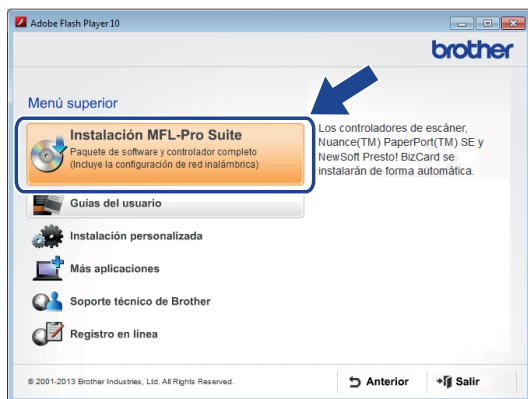 Adobe Flash Player 10
brother
Menú superior
Instalación MFL-Pro Suite
Paquete de software y controlador completo
(Incluye la configuración de red inalámbrica)
Los controladores de escáner,
Nuance(TM) PaperPort(TM) SE y
NewSoft Presto! BizCard se
instalarán de forma automática.
Guías del usuario
Instalación personalizada
Más aplicaciones
Soporte técnico de Brother
Registro en línea
© 2001-2013 Brother Industries, Ltd. All Rights Reserved.
Anterior
Salir